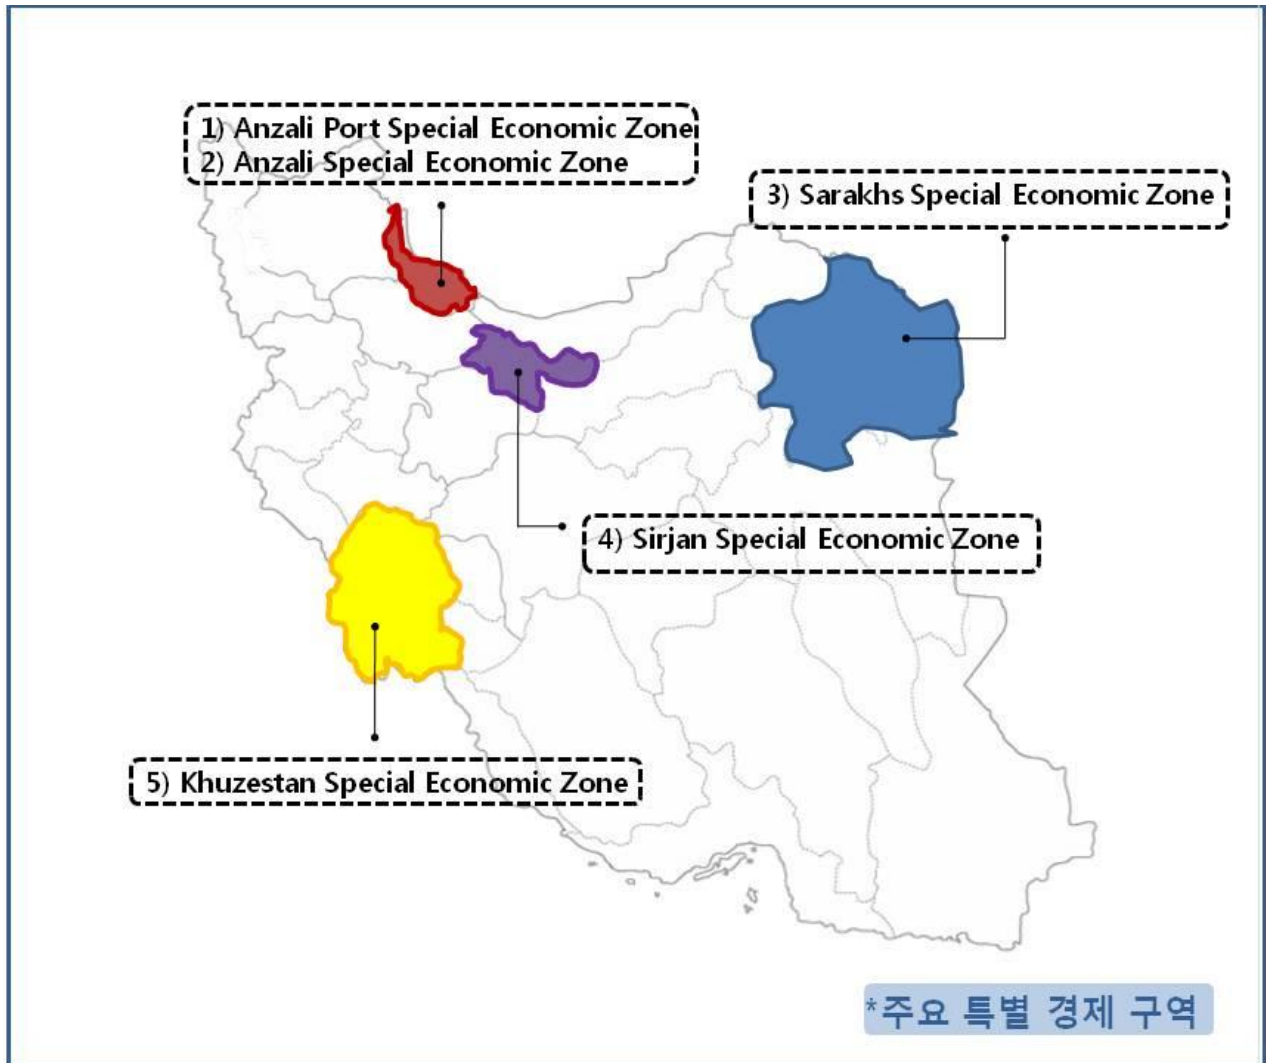 1) Anzali Port Special Economic Zone
2) Anzali Special Economic Zone
3) Sarakhs Special Economic Zone
4) Sirjan Special Economic Zone
5) Khuzestan Special Economic Zone
*주요 특별 경제 구역